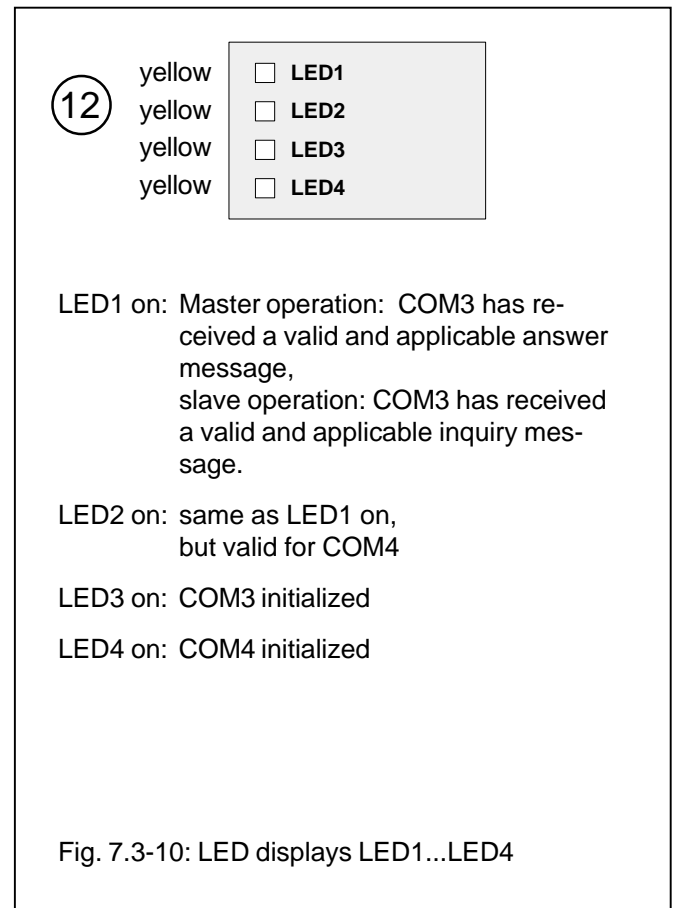 12
yellow LED1
yellow LED2
yellow LED3
yellow LED4
LED1 on: Master operation: COM3 has re-
ceived a valid and applicable answer
message,
slave operation: COM3 has received
a valid and applicable inquiry mes-
sage.
LED2 on: same as LED1 on,
but valid for COM4
LED3 on: COM3 initialized
LED4 on: COM4 initialized
Fig. 7.3-10: LED displays LED1...LED4